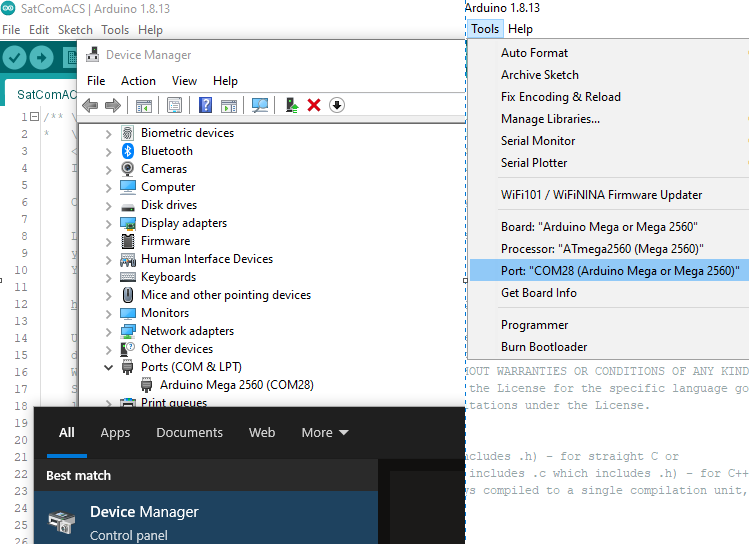 SatComACS | Arduino 1.8.13
File Edit Sketch Tools Help
Device Manager
File Action View Help
SatComAC
1 /** \
2 * \
3 <
4 I
5
6 C
7
8 L
9 y
10 Y
11
12 h
13
14 U
15 d
16 W
17 S
18 l
19
20
21
22
23
24
25
26
Biometric devices
Bluetooth
Cameras
Computer
Disk drives
Display adapters
Firmware
Human Interface Devices
Keyboards
Mice and other pointing devices
Monitors
Network adapters
Other devices
Ports (COM & LPT)
Arduino Mega 2560 (COM28)
Print queues
All Apps Documents Web More
Best match
Device Manager
Control panel
Arduino 1.8.13
Tools Help
Auto Format
Archive Sketch
Fix Encoding & Reload
Manage Libraries...
Serial Monitor
Serial Plotter
WiFi101 / WiFiNINA Firmware Updater
Board: "Arduino Mega or Mega 2560"
Processor: "ATmega2560 (Mega 2560)"
Port: "COM28 (Arduino Mega or Mega 2560)"
Get Board Info
Programmer
Burn Bootloader
OUT WARRANTIES OR CONDITIONS OF ANY KIND
the License for the specific language go
tations under the License.
cludes .h) - for straight C or
includes .c which includes .h) - for C++
ys compiled to a single compilation unit,